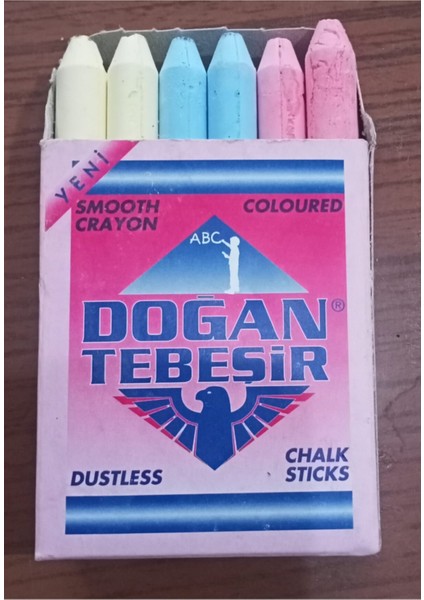 YENİ
SMOOTH
CRAYON
COLOURED
ABC
DOĞAN®
TEBEŞİR
DUSTLESS
CHALK
STICKS